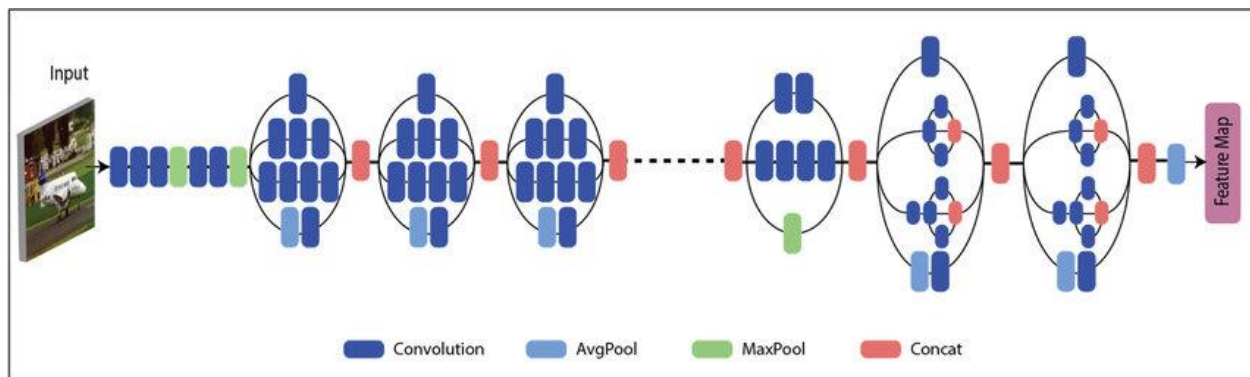 Input
Feature Map
Convolution
AvgPool
MaxPool
Concat